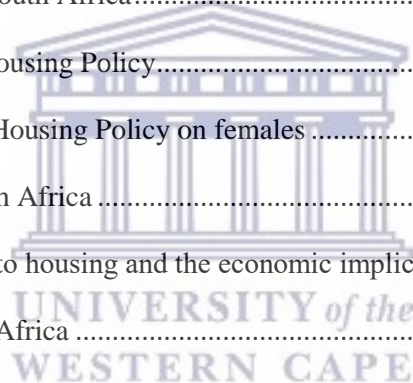 outh Africa....................................
ousing Policy....................................
Housing Policy on females ..............
n Africa ..........................................
to housing and the economic implic
UNIVERSITY of the
Africa ............................................
WESTERN CAPE